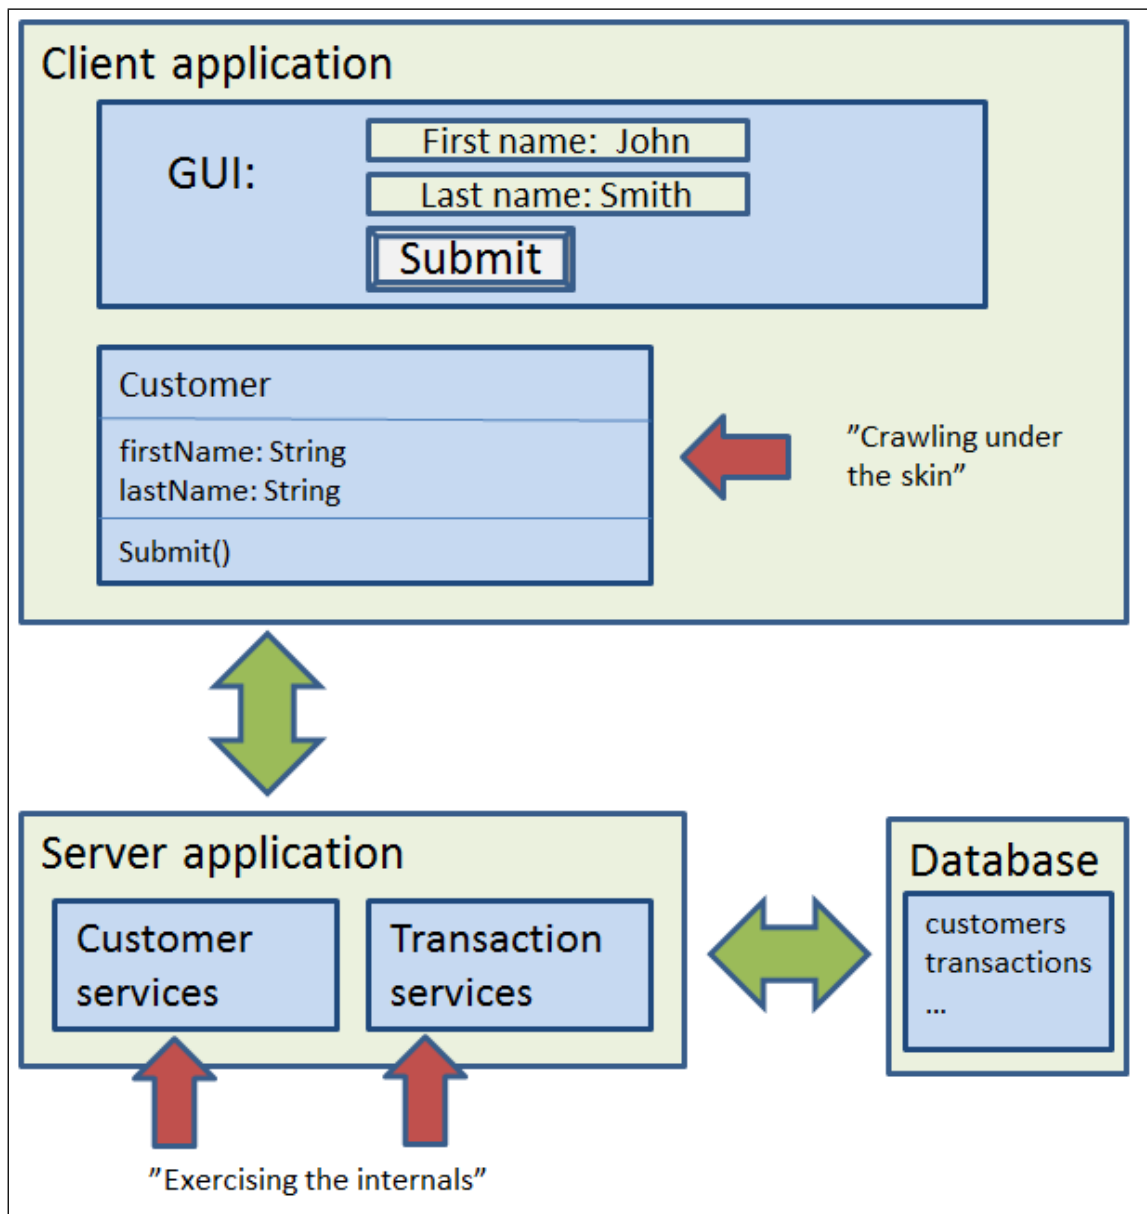 Client application
GUI:
First name: John
Last name: Smith
Submit
Customer
firstName: String
lastName: String
Submit()
”Crawling under
the skin”
Server application
Customer
services
Transaction
services
Database
customers
transactions
...
”Exercising the internals”